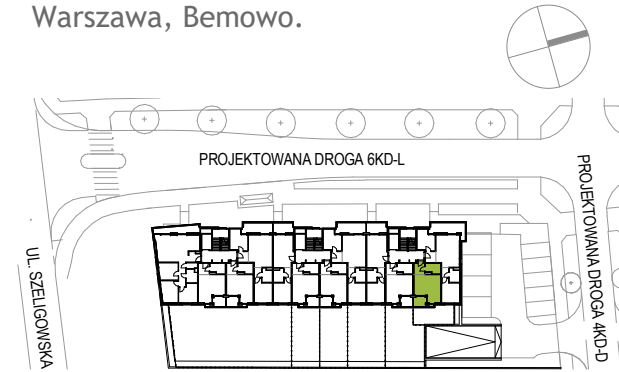 Warszawa, Bemowo.
PROJEKTOWANA DROGA 6KD-L
PROJEKTOWANA DROGA 4KD-D
UL. SZELIGOWSKA